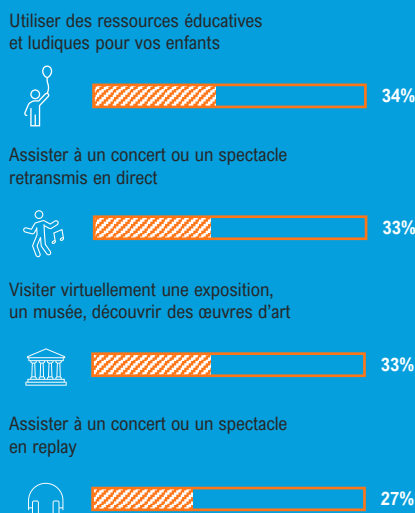 Utiliser des ressources éducatives
et ludiques pour vos enfants
34%
Assister à un concert ou un spectacle
retransmis en direct
33%
Visiter virtuellement une exposition,
un musée, découvrir des œuvres d'art
33%
Assister à un concert ou un spectacle
en replay
27%